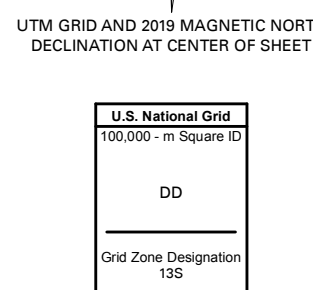 UTM GRID AND 2019 MAGNETIC NORT
DECLINATION AT CENTER OF SHEET
U.S. National Grid
100,000 - m Square ID
DD
Grid Zone Designation
13S